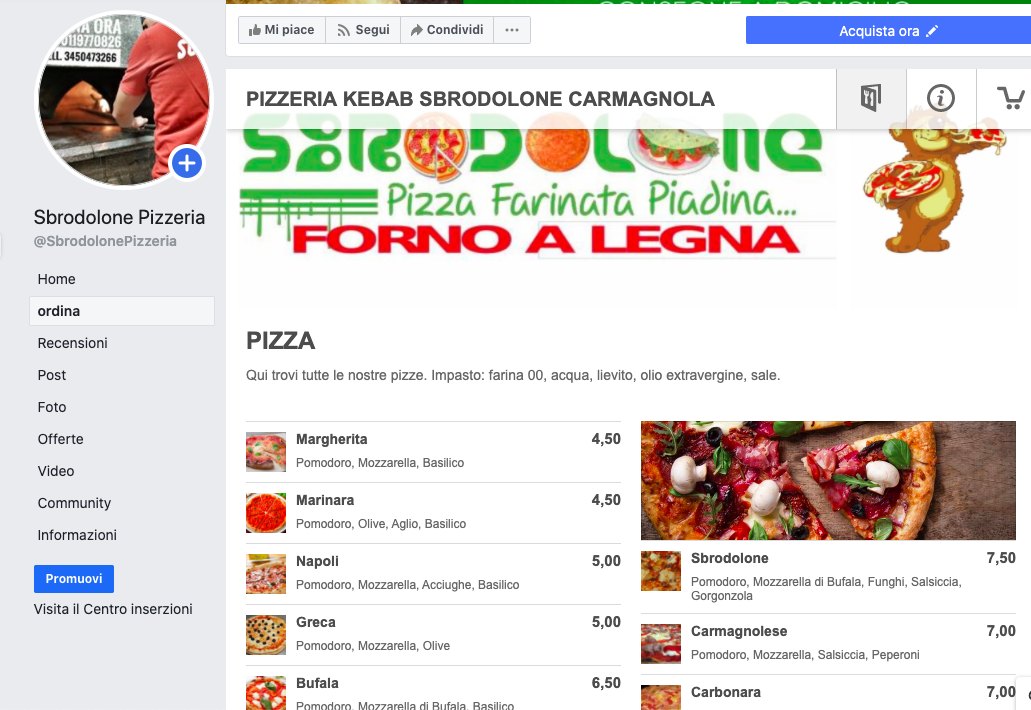 A ORA
0119770826
LL. 3450473266
Sbrodolone Pizzeria
@SbrodolonePizzeria
Home
ordina
Recensioni
Post
Foto
Offerte
Video
Community
Informazioni
Promuovi
Visita il Centro inserzioni
Mi piace
Segui
Condividi
Acquista ora
PIZZERIA KEBAB SBRODOLONE CARMAGNOLA
SBRODOLONE
Pizza Farinata Piadina...
FORNO A LEGNA
PIZZA
Qui trovi tutte le nostre pizze. Impasto: farina 00, acqua, lievito, olio extravergine, sale.
Margherita 4,50
Pomodoro, Mozzarella, Basilico
Marinara 4,50
Pomodoro, Olive, Aglio, Basilico
Napoli 5,00
Pomodoro, Mozzarella, Acciughe, Basilico
Greca 5,00
Pomodoro, Mozzarella, Olive
Bufala 6,50
Pomodoro, Mozzarella di Bufala, Basilico
Sbrodolone 7,50
Pomodoro, Mozzarella di Bufala, Funghi, Salsiccia,
Gorgonzola
Carmagnolese 7,00
Pomodoro, Mozzarella, Salsiccia, Peperoni
Carbonara 7,00